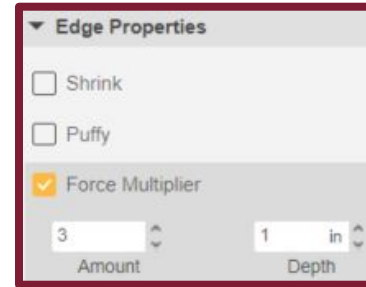 Edge Properties
Shrink
Puffy
Force Multiplier
3 1 in
Amount Depth